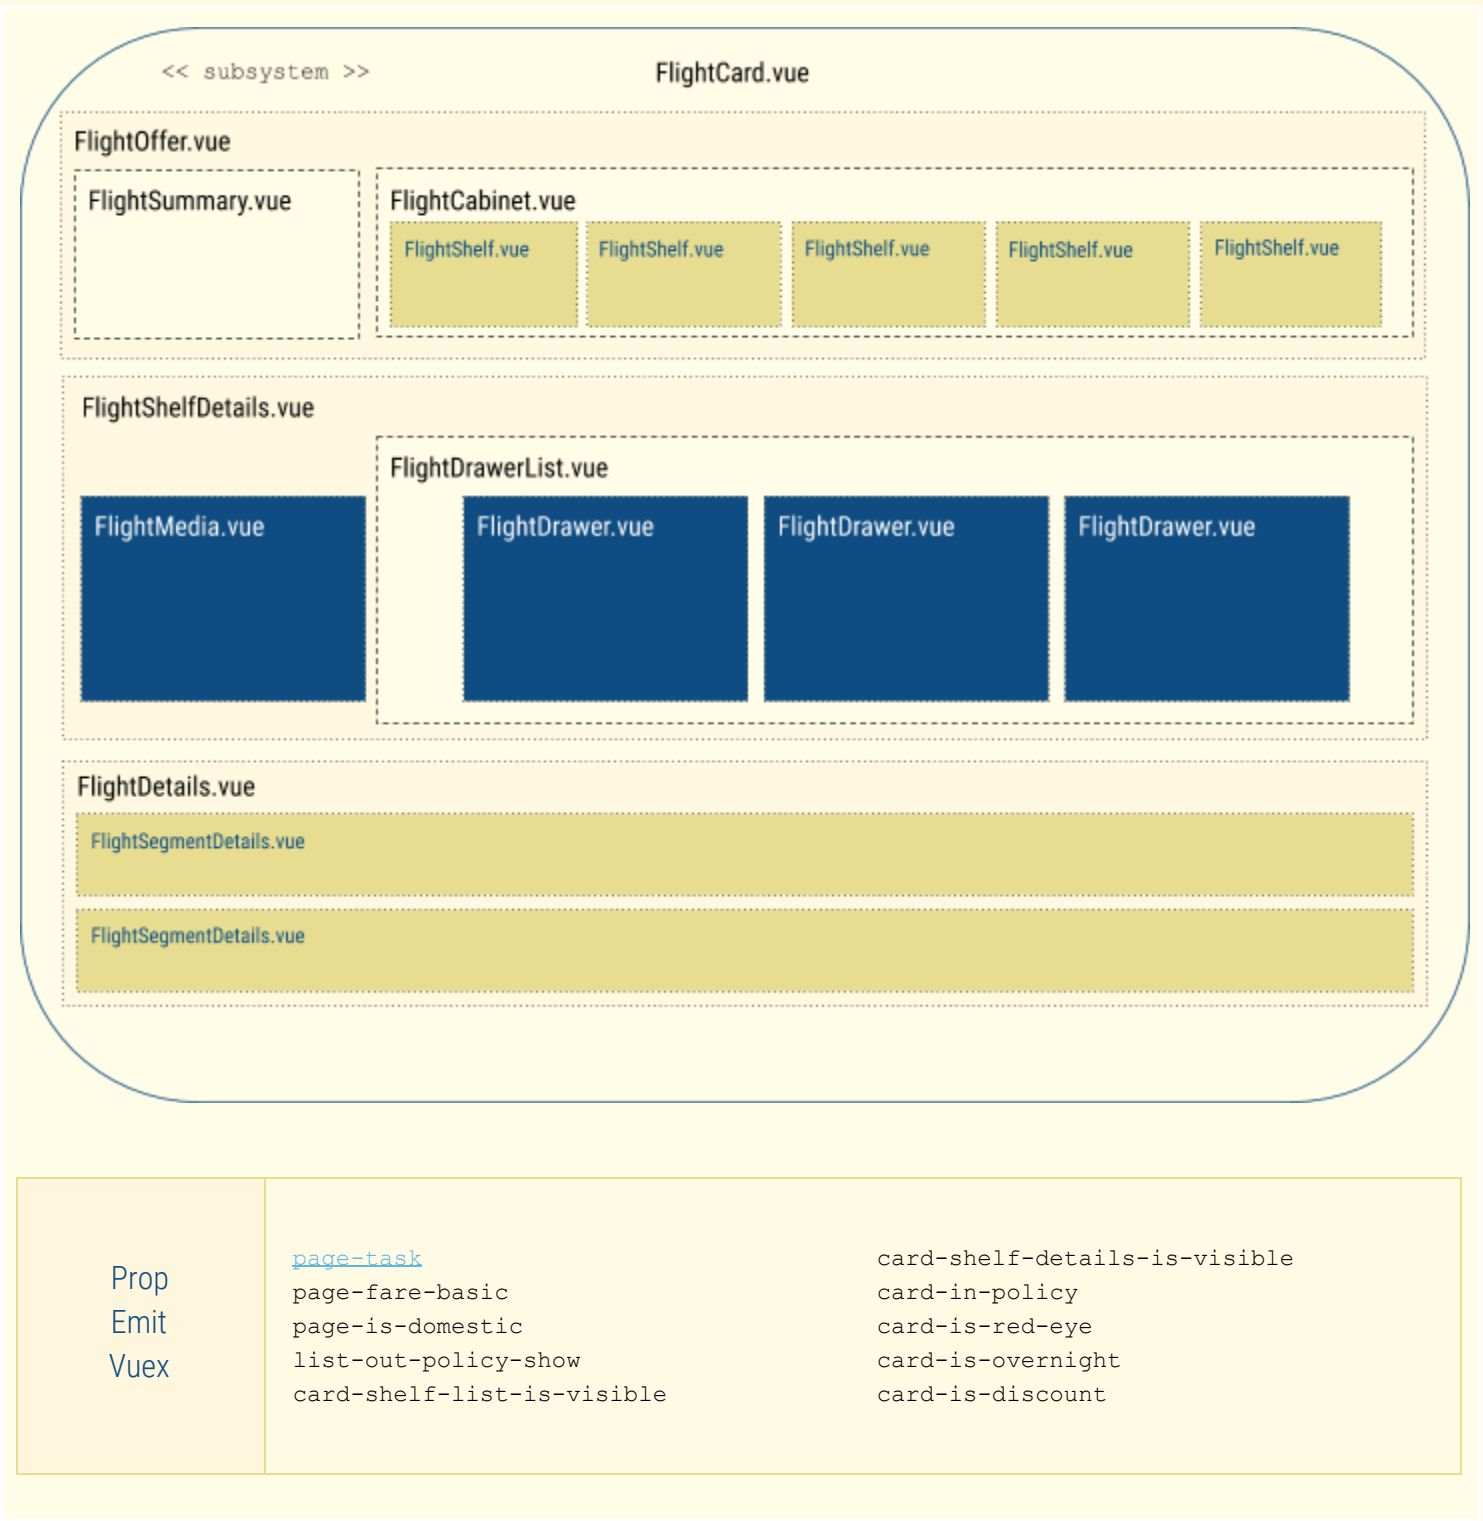 << subsystem >>
FlightCard.vue
FlightOffer.vue
FlightSummary.vue
FlightCabinet.vue
FlightShelf.vue
FlightShelf.vue
FlightShelf.vue
FlightShelf.vue
FlightShelf.vue
FlightShelfDetails.vue
FlightDrawerList.vue
FlightMedia.vue
FlightDrawer.vue
FlightDrawer.vue
FlightDrawer.vue
FlightDetails.vue
FlightSegmentDetails.vue
FlightSegmentDetails.vue
Prop
Emit
Vuex
page-task
page-fare-basic
page-is-domestic
list-out-policy-show
card-shelf-list-is-visible
card-shelf-details-is-visible
card-in-policy
card-is-red-eye
card-is-overnight
card-is-discount